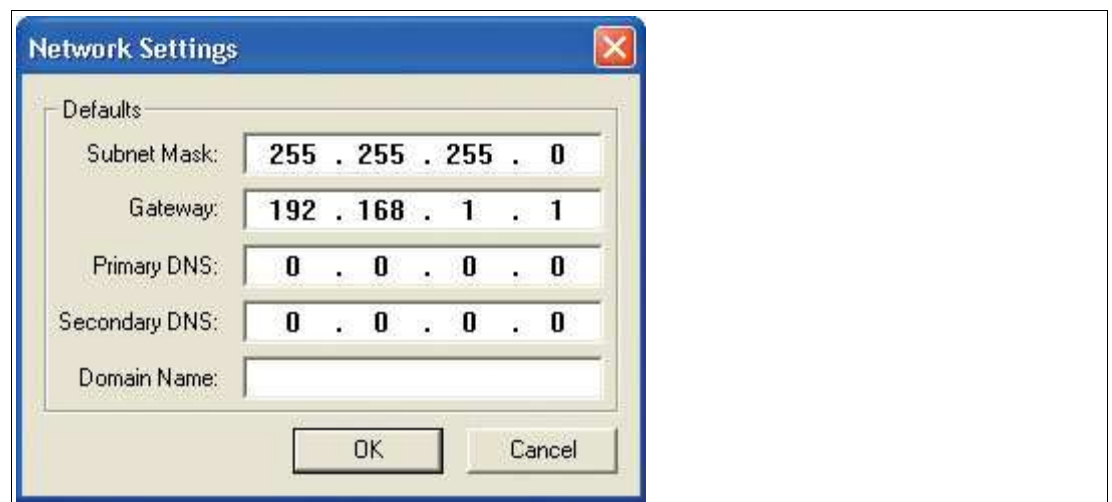 Network Settings
Defaults
Subnet Mask: 255 . 255 . 255 . 0
Gateway: 192 . 168 . 1 . 1
Primary DNS: 0 . 0 . 0 . 0
Secondary DNS: 0 . 0 . 0 . 0
Domain Name:
OK Cancel